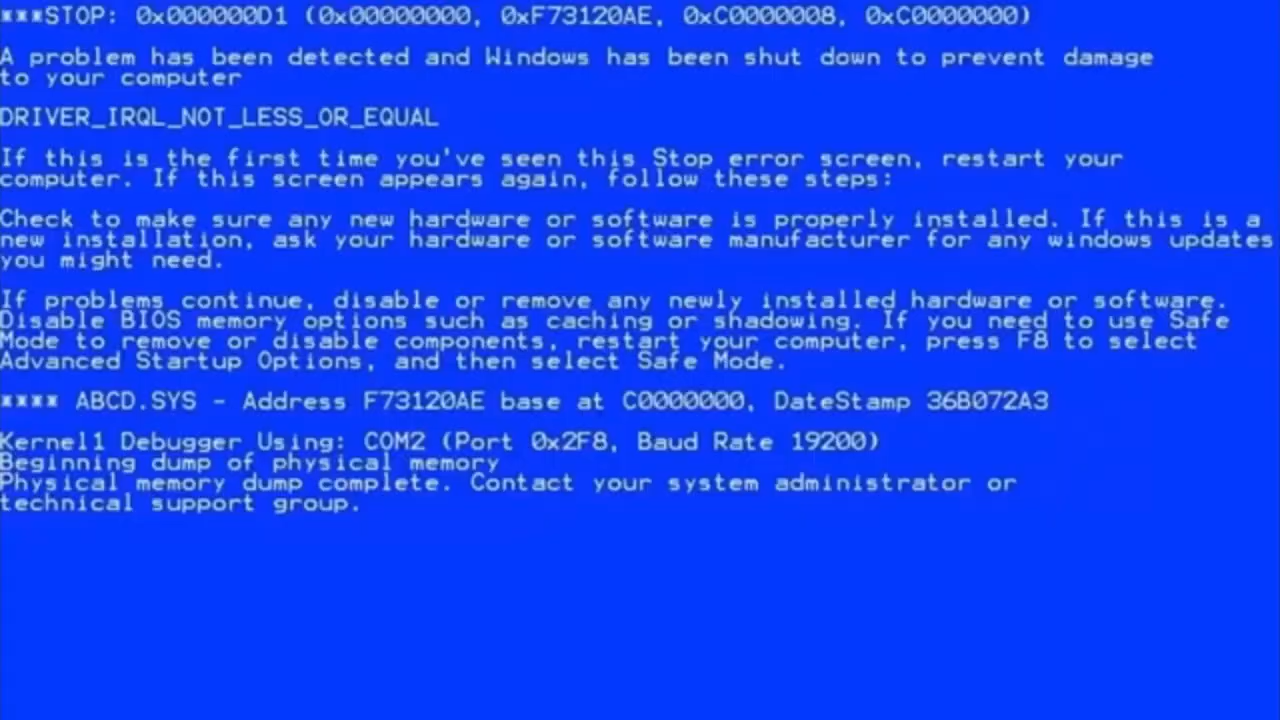 ***STOP: 0x000000D1 (0x00000000, 0xF73120AE, 0xC0000008, 0xC0000000)
A problem has been detected and Windows has been shut down to prevent damage
to your computer
DRIVER_IRQL_NOT_LESS_OR_EQUAL
If this is the first time you've seen this Stop error screen, restart your
computer. If this screen appears again, follow these steps:
Check to make sure any new hardware or software is properly installed. If this is a
new installation, ask your hardware or software manufacturer for any windows updates
you might need.
If problems continue, disable or remove any newly installed hardware or software.
Disable BIOS memory options such as caching or shadowing. If you need to use Safe
Mode to remove or disable components, restart your computer, press F8 to select
Advanced Startup Options, and then select Safe Mode.
**** ABCD.SYS - Address F73120AE base at C0000000, DateStamp 36B072A3
Kernel1 Debugger Using: COM2 (Port 0x2F8, Baud Rate 19200)
Beginning dump of physical memory
Physical memory dump complete. Contact your system administrator or
technical support group.